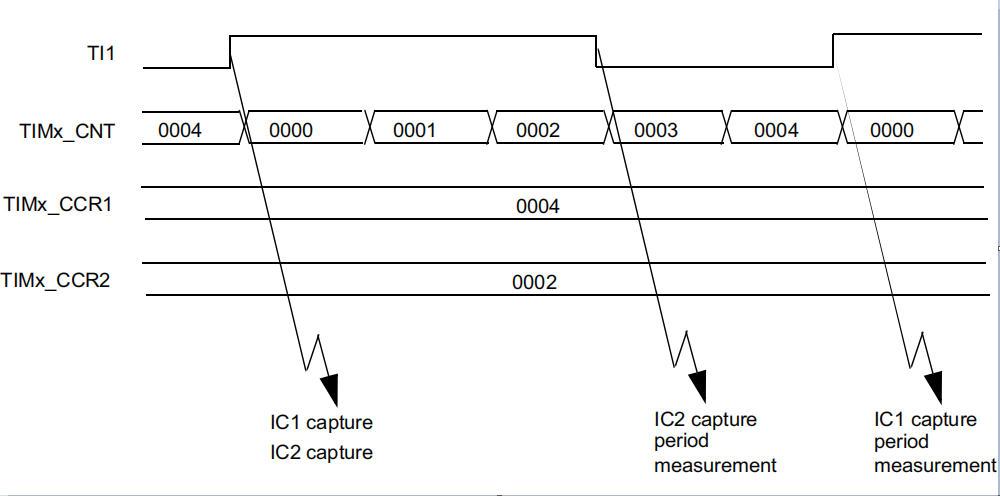 TI1
TIMx_CNT 0004 0000 0001 0002 0003 0004 0000
TIMx_CCR1 0004
TIMx_CCR2 0002
IC1 capture
IC2 capture
IC2 capture
period
measurement
IC1 capture
period
measurement